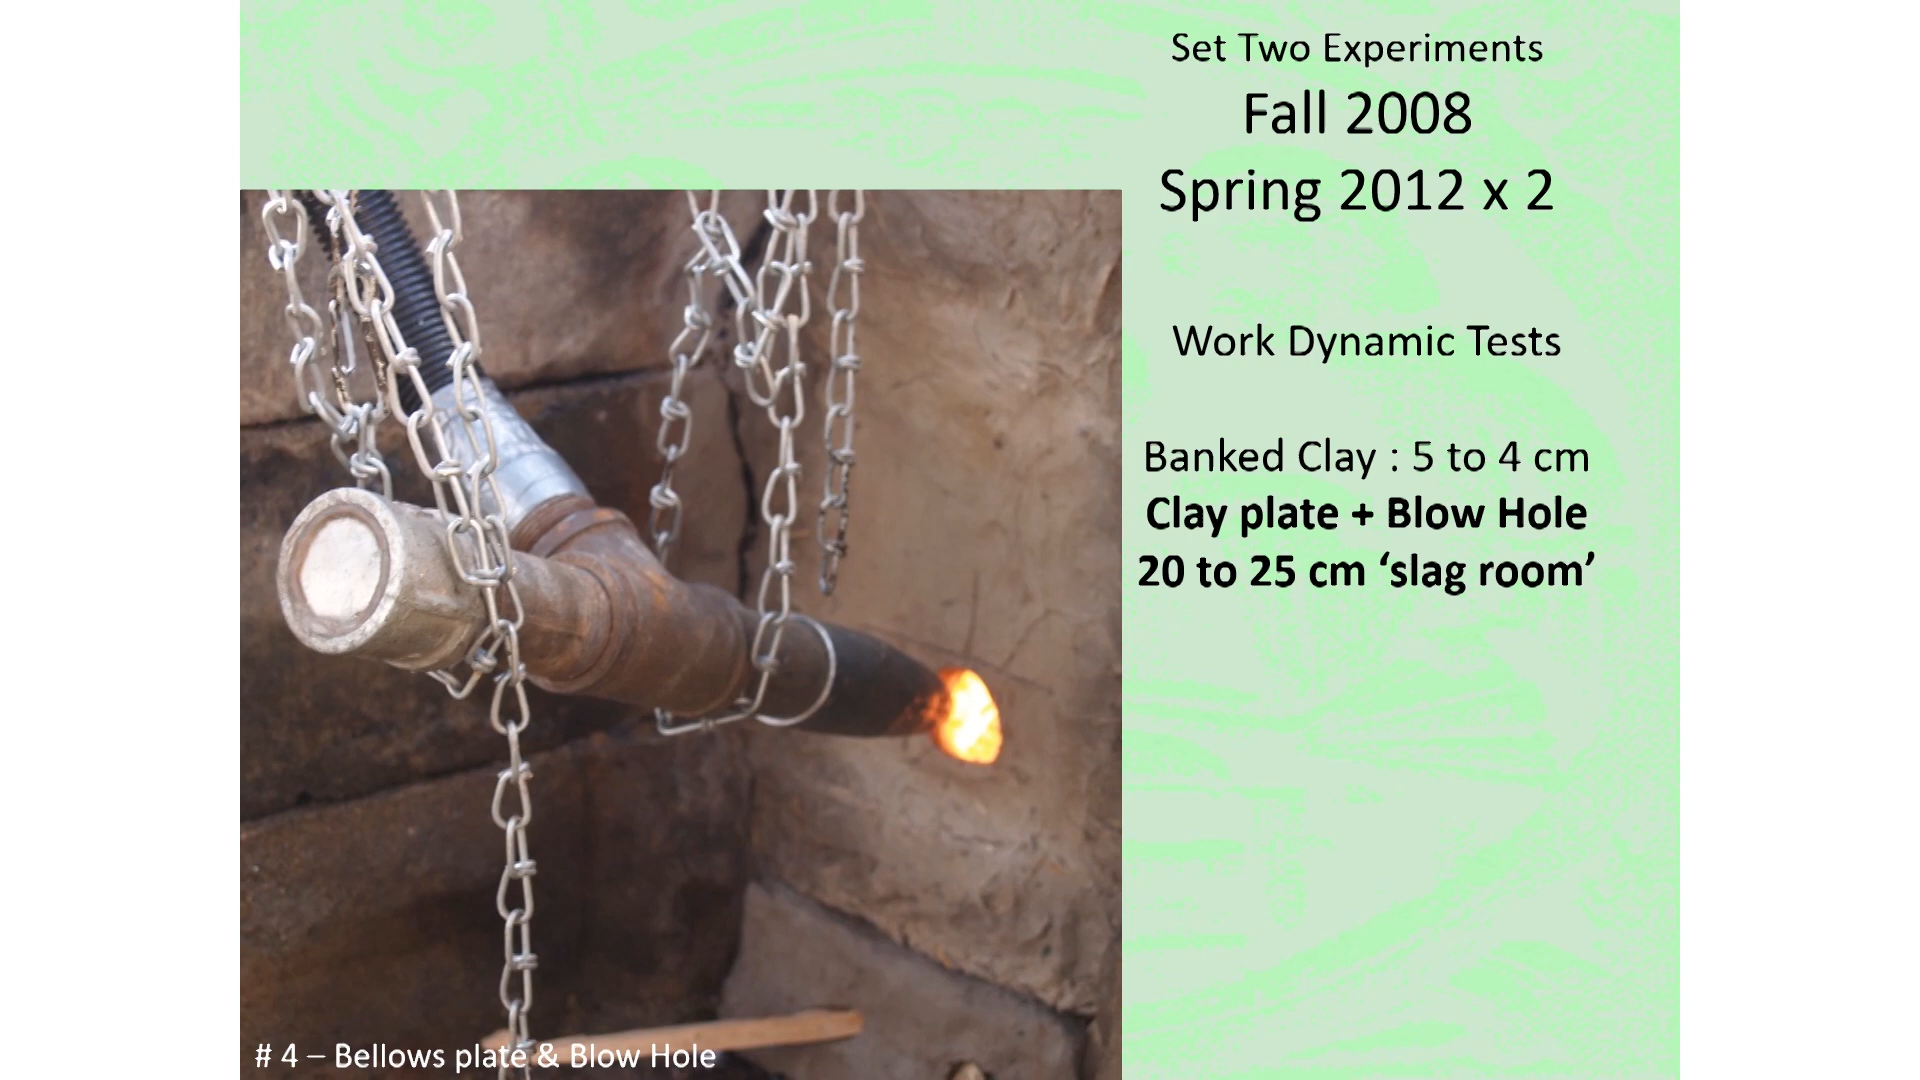 Set Two Experiments
Fall 2008
Spring 2012 x 2
Work Dynamic Tests
Banked Clay : 5 to 4 cm
Clay plate + Blow Hole
20 to 25 cm ‘slag room’
# 4 – Bellows plate & Blow Hole